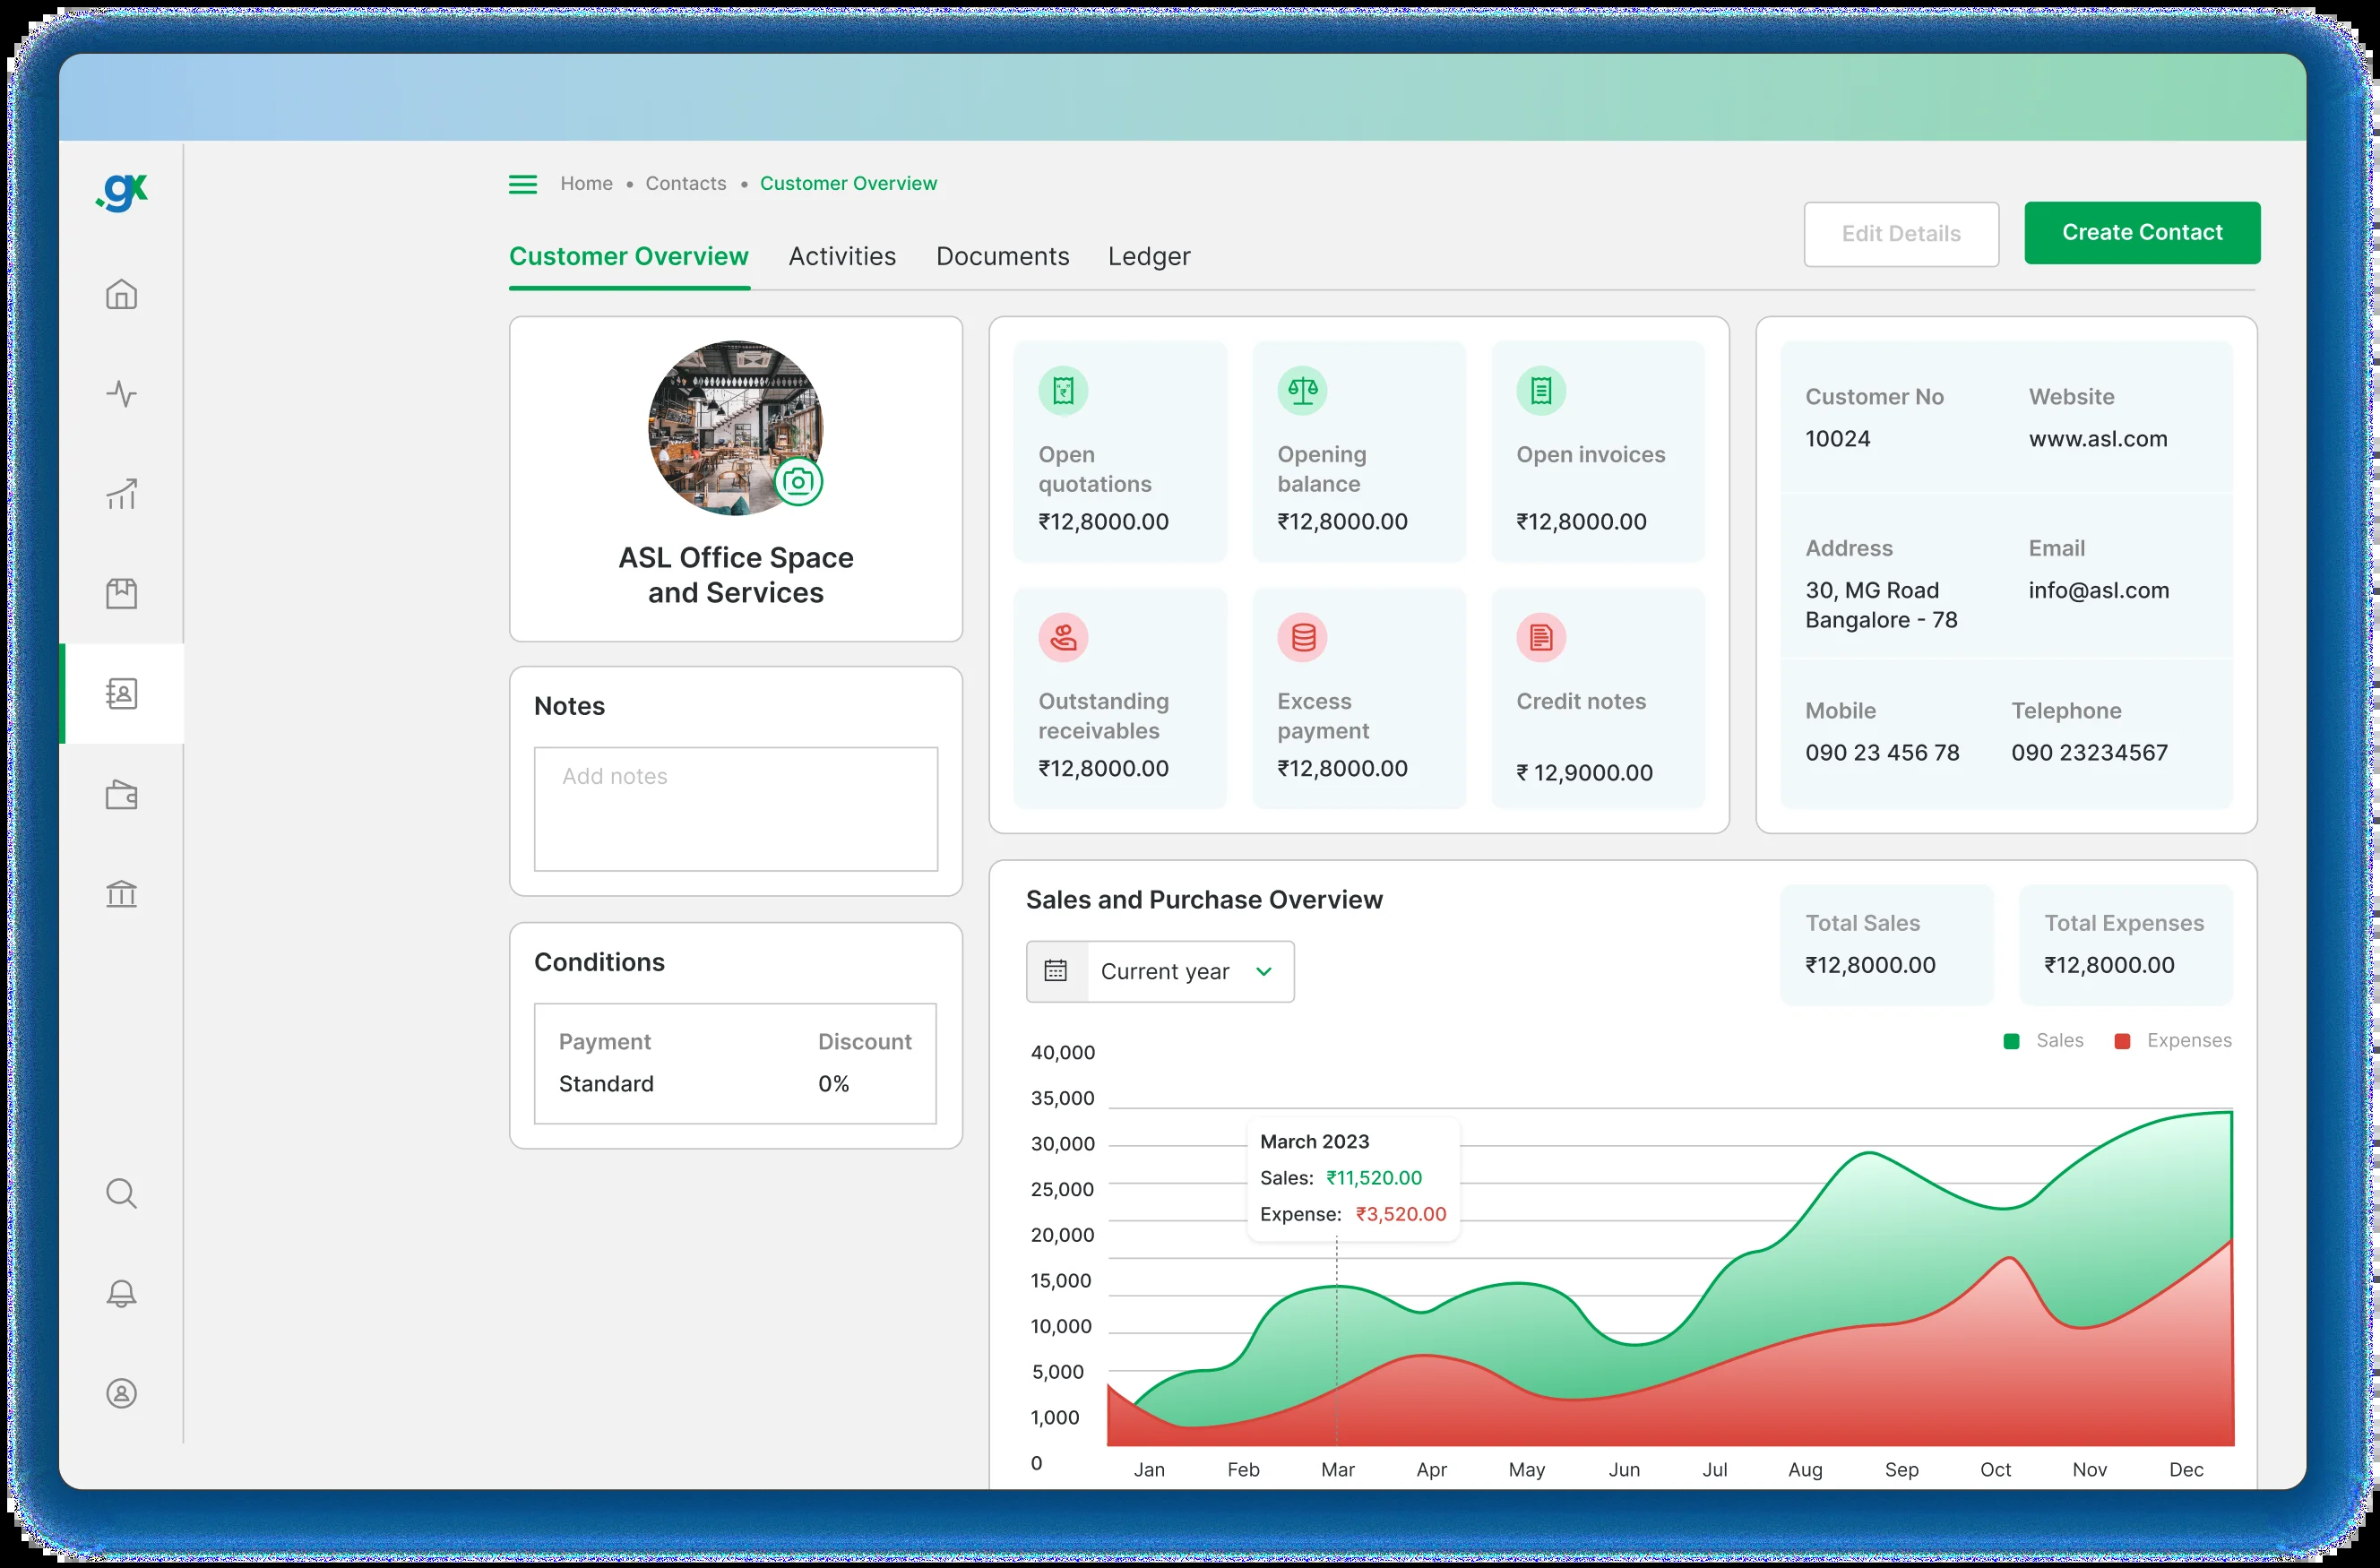 .gx
Home • Contacts • Customer Overview
Customer Overview Activities Documents Ledger
Edit Details
Create Contact
ASL Office Space
and Services
Notes
Add notes
Conditions
Payment
Standard
Discount
0%
Open
quotations
₹12,8000.00
Opening
balance
₹12,8000.00
Open invoices
₹12,8000.00
Outstanding
receivables
₹12,8000.00
Excess
payment
₹12,8000.00
Credit notes
₹ 12,9000.00
Customer No
10024
Website
www.asl.com
Address
30, MG Road
Bangalore - 78
Email
info@asl.com
Mobile
090 23 456 78
Telephone
090 23234567
Sales and Purchase Overview
Current year
Total Sales
₹12,8000.00
Total Expenses
₹12,8000.00
Sales Expenses
40,000
35,000
30,000
25,000
20,000
15,000
10,000
5,000
1,000
0
March 2023
Sales: ₹11,520.00
Expense: ₹3,520.00
Jan Feb Mar Apr May Jun Jul Aug Sep Oct Nov Dec